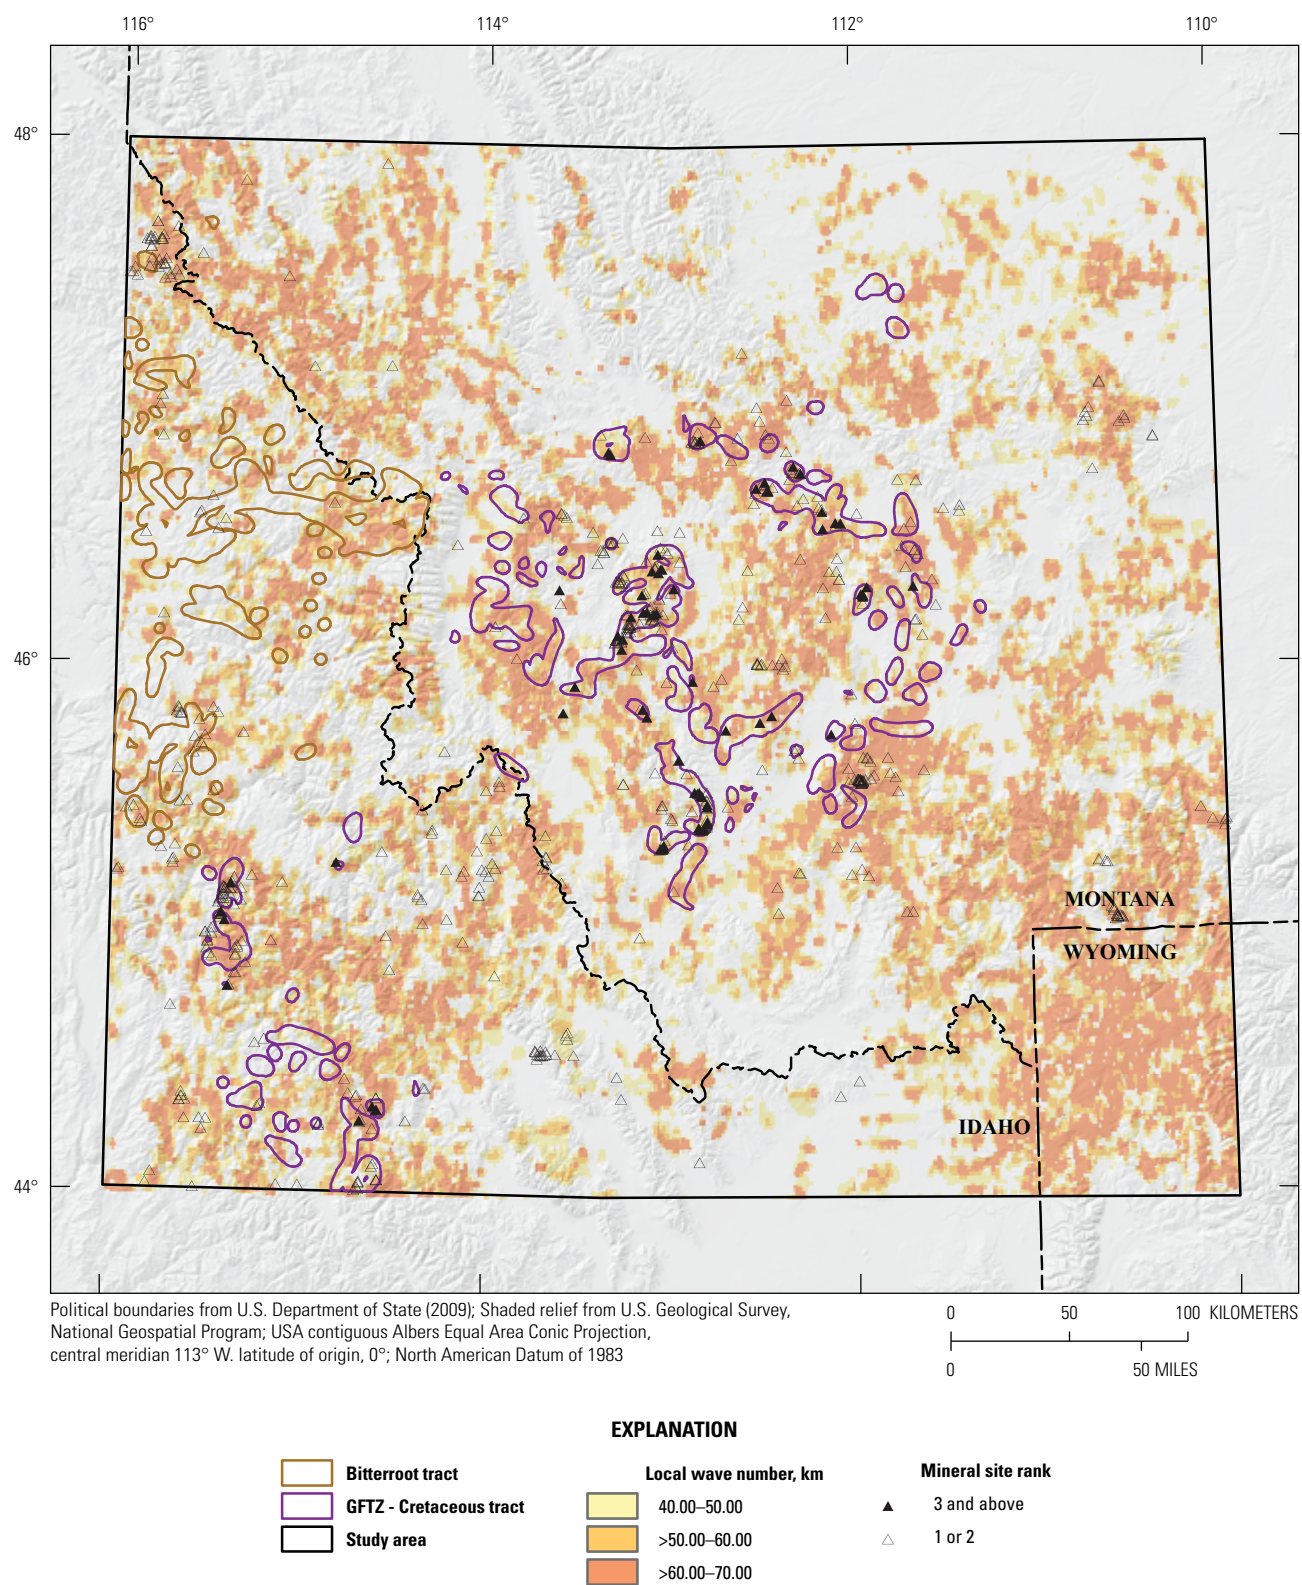 116° 114° 112° 110°
48°
46°
44°
MONTANA
WYOMING
IDAHO
Political boundaries from U.S. Department of State (2009); Shaded relief from U.S. Geological Survey,
National Geospatial Program; USA contiguous Albers Equal Area Conic Projection,
central meridian 113° W. latitude of origin, 0°; North American Datum of 1983
0 50 100 KILOMETERS
0 50 MILES
EXPLANATION
Bitterroot tract
GFTZ - Cretaceous tract
Study area
Local wave number, km
40.00–50.00
>50.00–60.00
>60.00–70.00
Mineral site rank
3 and above
1 or 2